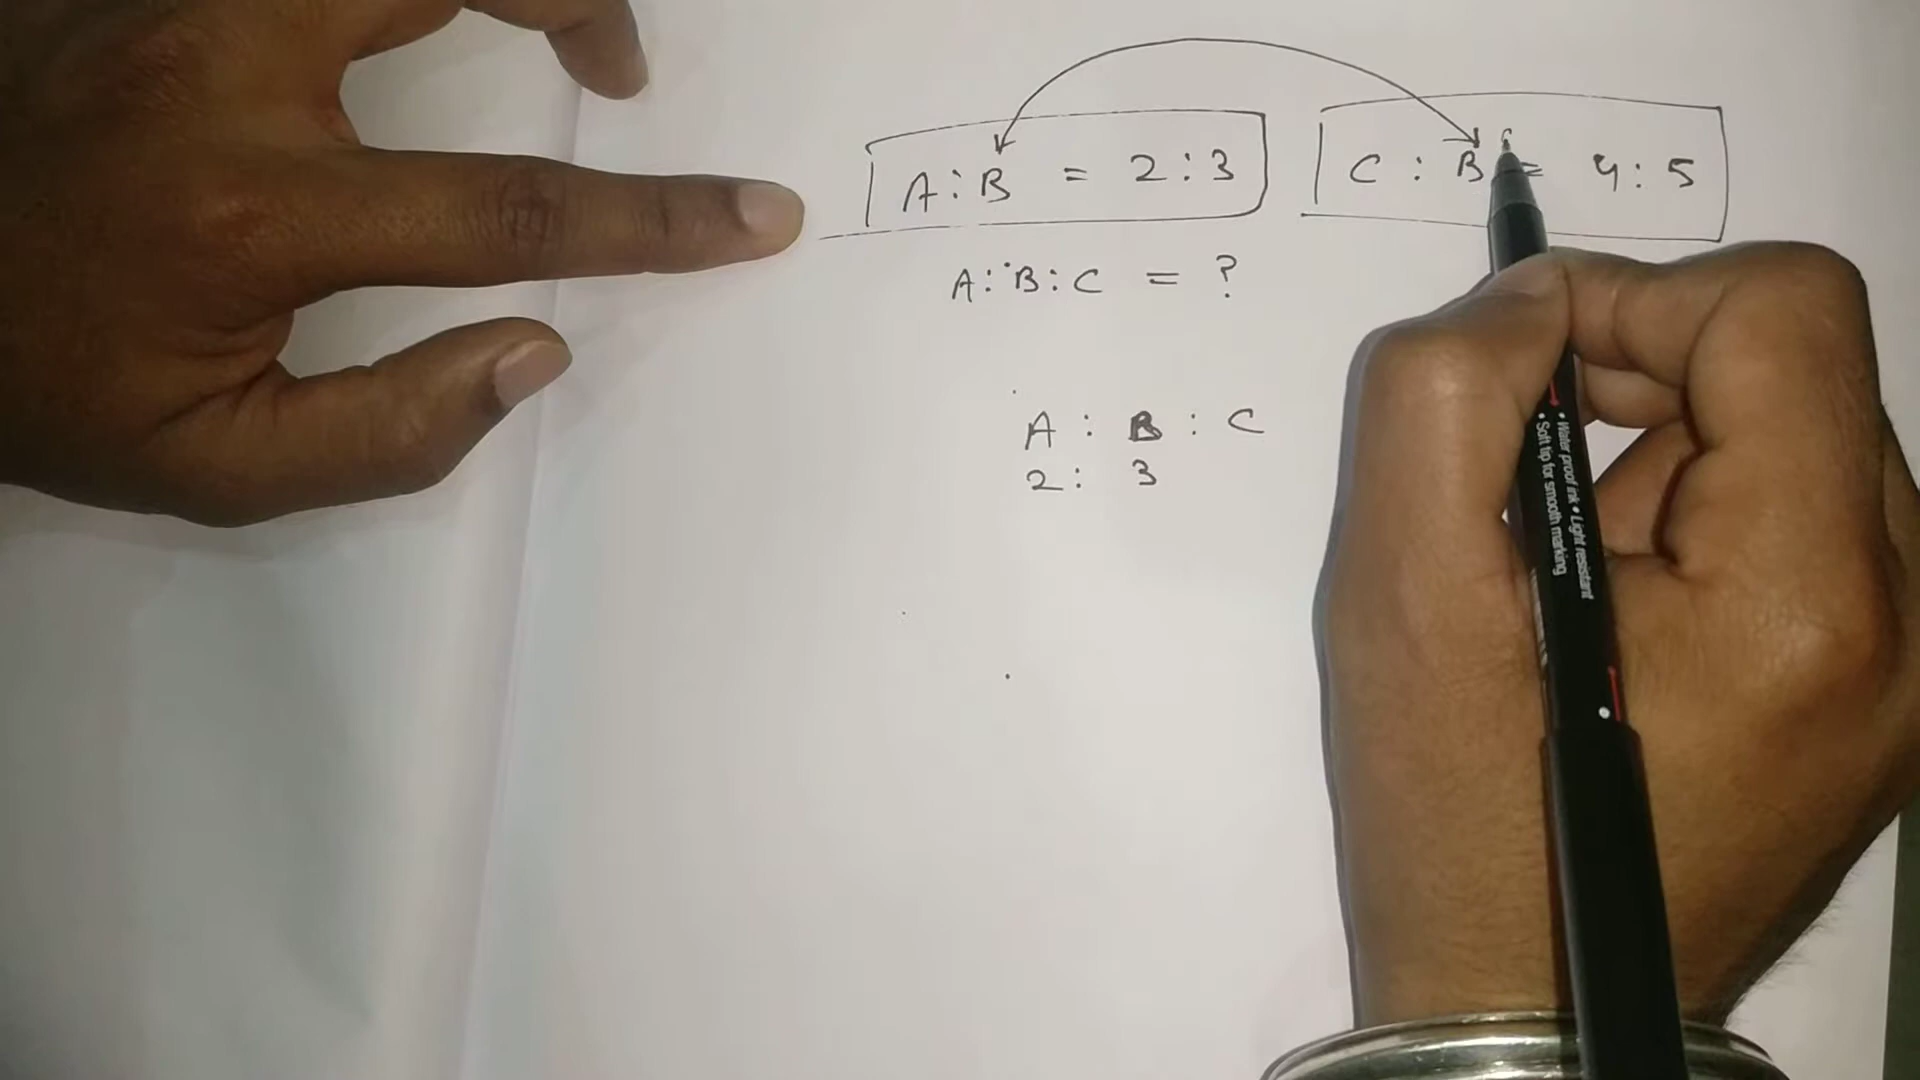 A : B = 2 : 3
C : B = 4 : 5
A : B : C = ?
A : B : C
2 : 3
• Water proof ink • Light resistant
• Soft tip for smooth marking